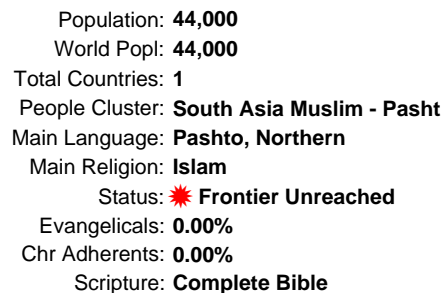 Population: 44,000
World Popl: 44,000
Total Countries: 1
People Cluster: South Asia Muslim - Pasht
Main Language: Pashto, Northern
Main Religion: Islam
Status: Frontier Unreached
Evangelicals: 0.00%
Chr Adherents: 0.00%
Scripture: Complete Bible